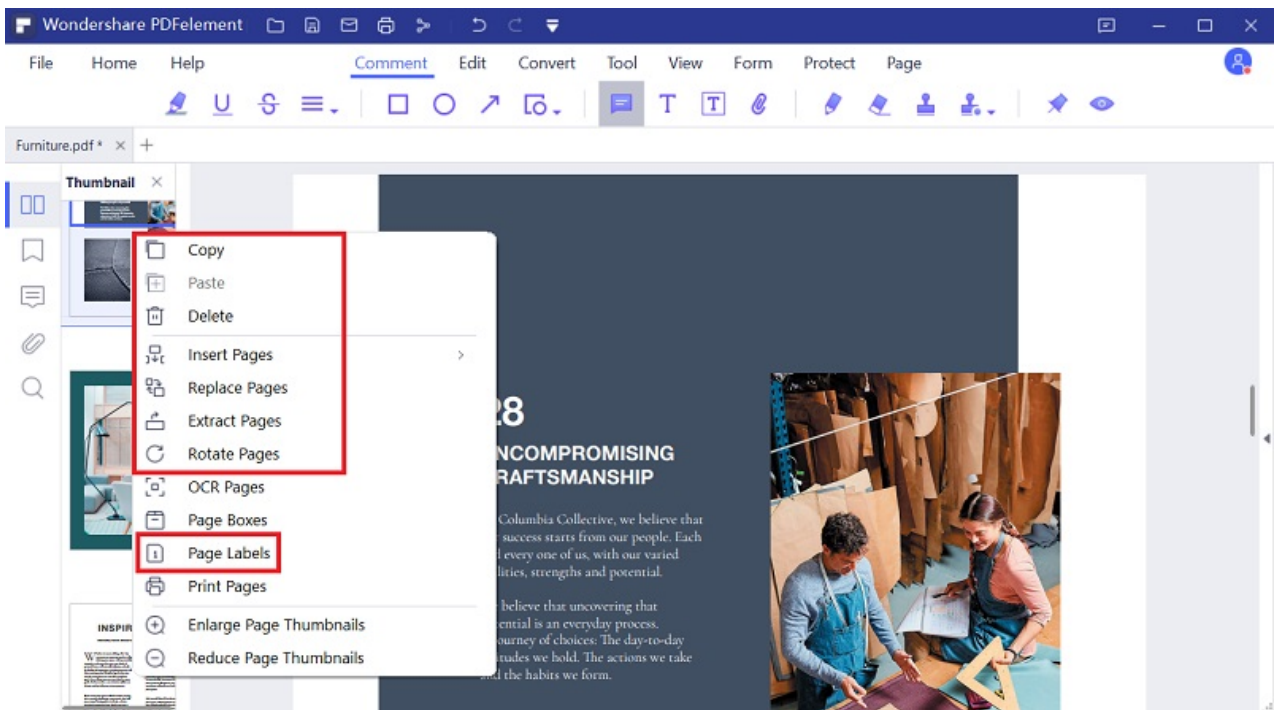 Wondershare PDFelement
File Home Help Comment Edit Convert Tool View Form Protect Page
Furniture.pdf * +
Thumbnail
Copy
Paste
Delete
Insert Pages
Replace Pages
Extract Pages
Rotate Pages
OCR Pages
Page Boxes
Page Labels
Print Pages
Enlarge Page Thumbnails
Reduce Page Thumbnails
INSPIR
28
NCOMPROMISING
RAFTSMANSHIP
Columbia Collective, we believe that
success starts from our people. Each
every one of us, with our varied
lities, strengths and potential.
believe that uncovering that
ential is an everyday process.
ourney of choices: The day-to-day
itudes we hold. The actions we take
the habits we form.